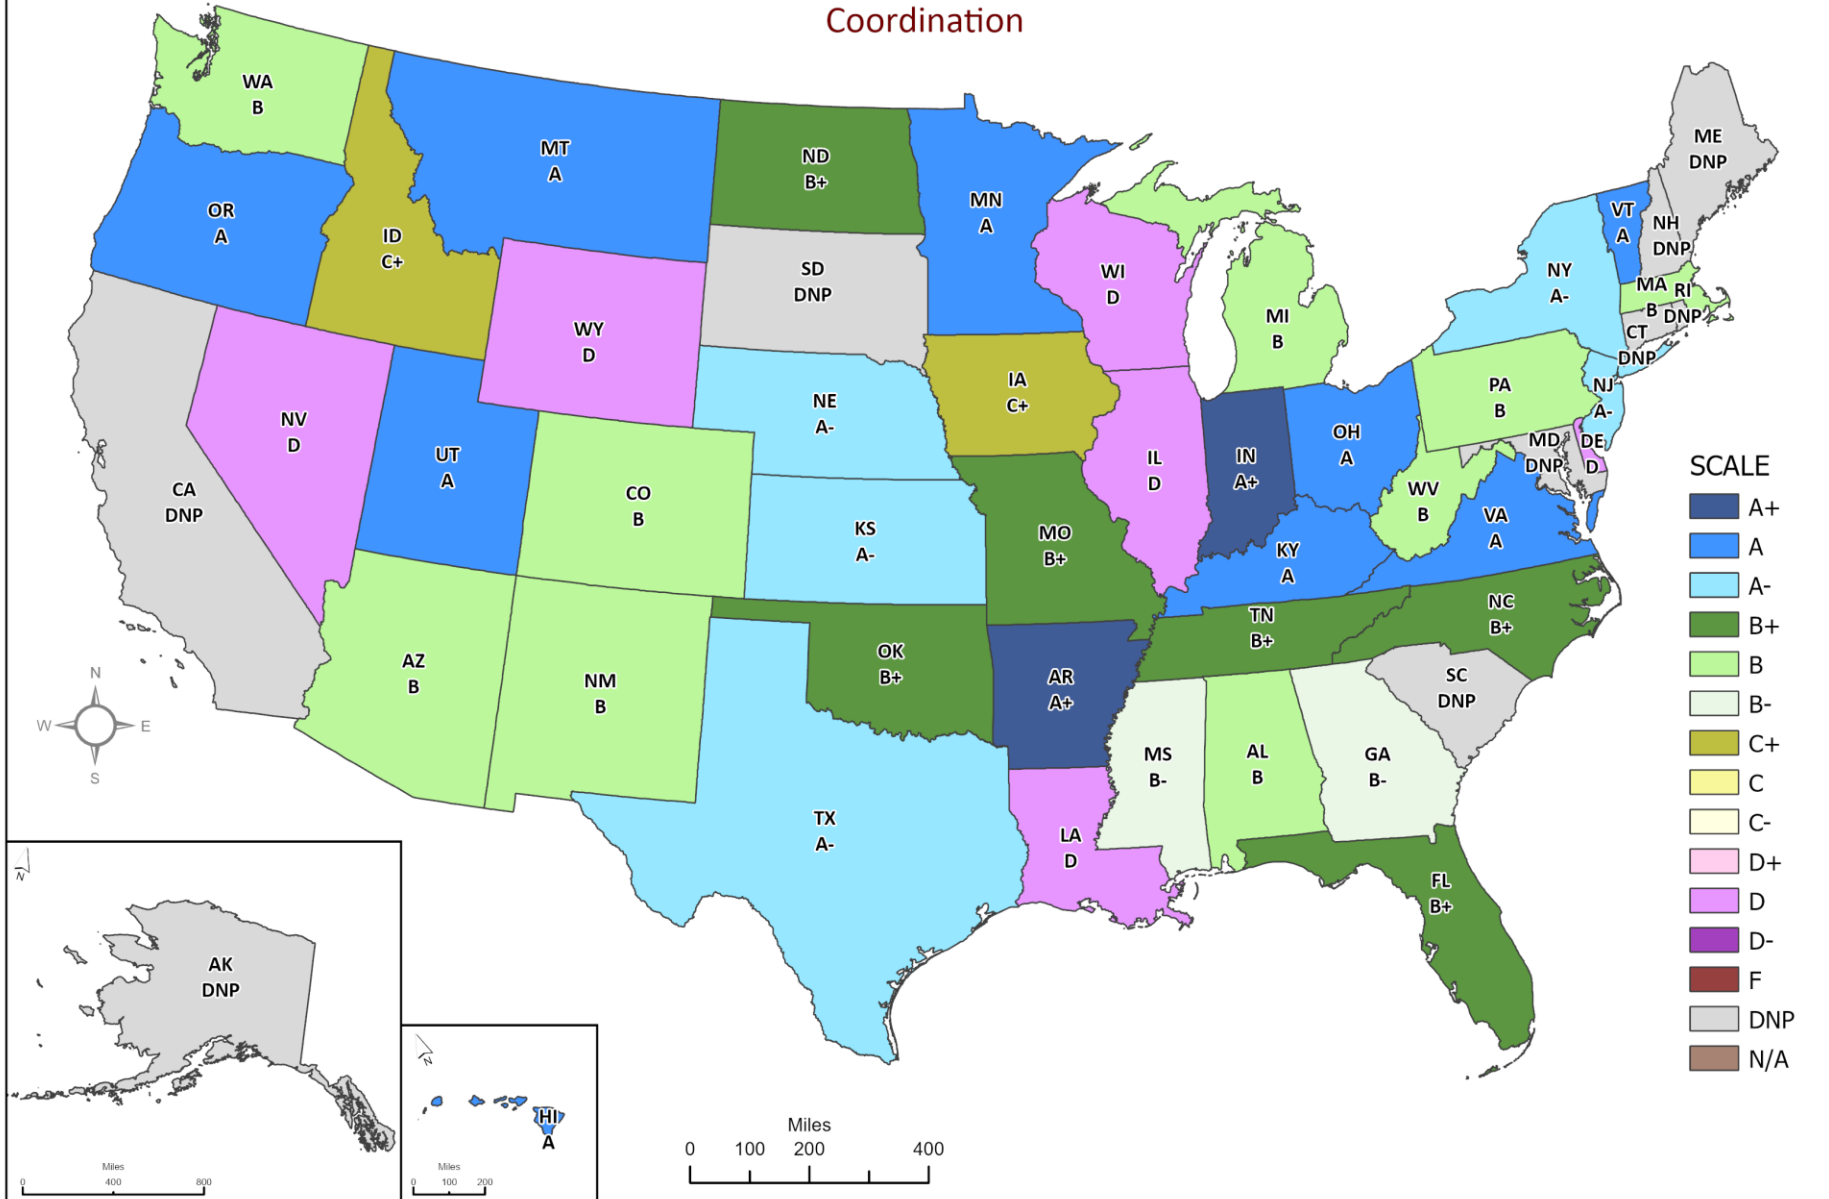 Coordination
WA
B
OR
A
ID
C+
MT
A
ND
B+
MN
A
SD
DNP
WY
D
WI
D
MI
B
ME
DNP
VT
A
NH
DNP
NY
A-
MA
B
RI
DNP
CT
DNP
CA
DNP
NV
D
UT
A
CO
B
NE
A-
IA
C+
IL
D
IN
A+
OH
A
PA
B
NJ
A-
MD
DNP
DE
D
WV
B
VA
A
KS
A-
MO
B+
KY
A
TN
B+
NC
B+
SC
DNP
AZ
B
NM
B
OK
B+
AR
A+
MS
B-
AL
B
GA
B-
TX
A-
LA
D
FL
B+
AK
DNP
HI
A
N
W
E
S
N
Miles
0 400 800
N
Miles
0 100 200
Miles
0 100 200 400
SCALE
A+
A
A-
B+
B
B-
C+
C
C-
D+
D
D-
F
DNP
N/A